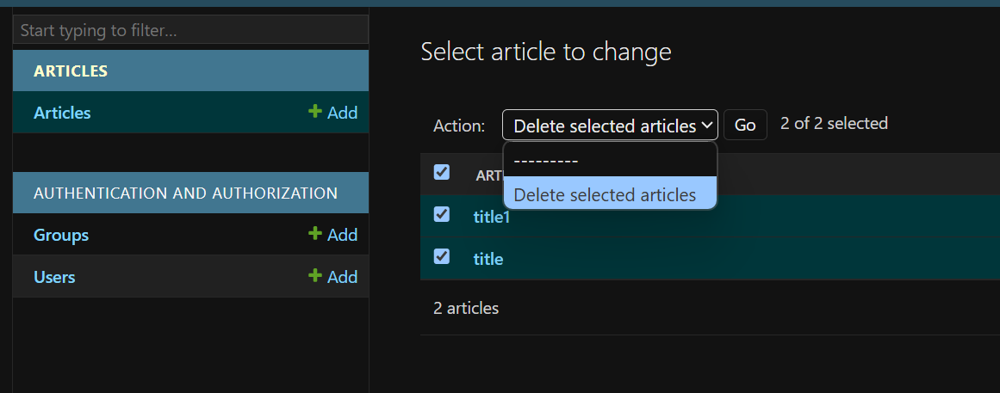 Start typing to filter...
ARTICLES
Articles
Add
AUTHENTICATION AND AUTHORIZATION
Groups
Add
Users
Add
Select article to change
Action: Delete selected articles Go 2 of 2 selected
---------
Delete selected articles
title1
title
2 articles